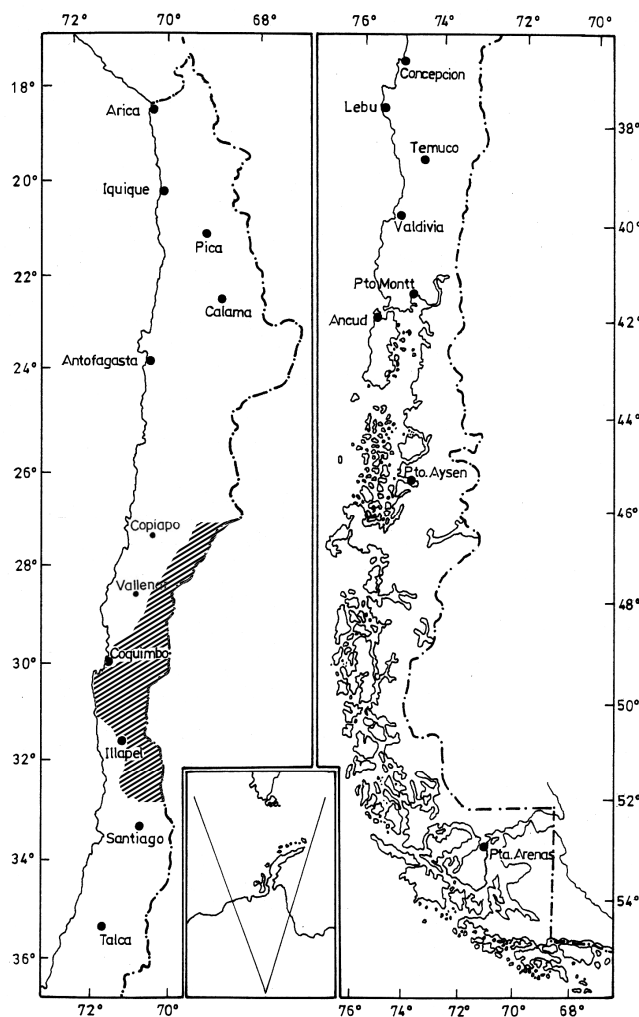 72°
70°
68°
18°
20°
22°
24°
26°
28°
30°
32°
34°
36°
Arica
Iquique
Pica
Calama
Antofagasta
Copiapo
Vallenar
Coquimbo
Illapel
Santiago
Talca
72°
70°
75°
74°
72°
70°
38°
40°
42°
44°
46°
48°
50°
52°
54°
Concepcion
Lebu
Temuco
Valdivia
Pto Montt
Ancud
Pto. Aysen
Pta. Arenas
76°
74°
72°
70°
68°